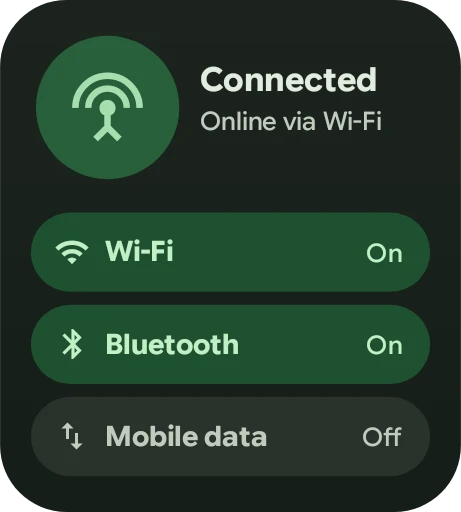 Connected
Online via Wi-Fi
Wi-Fi On
Bluetooth On
Mobile data Off